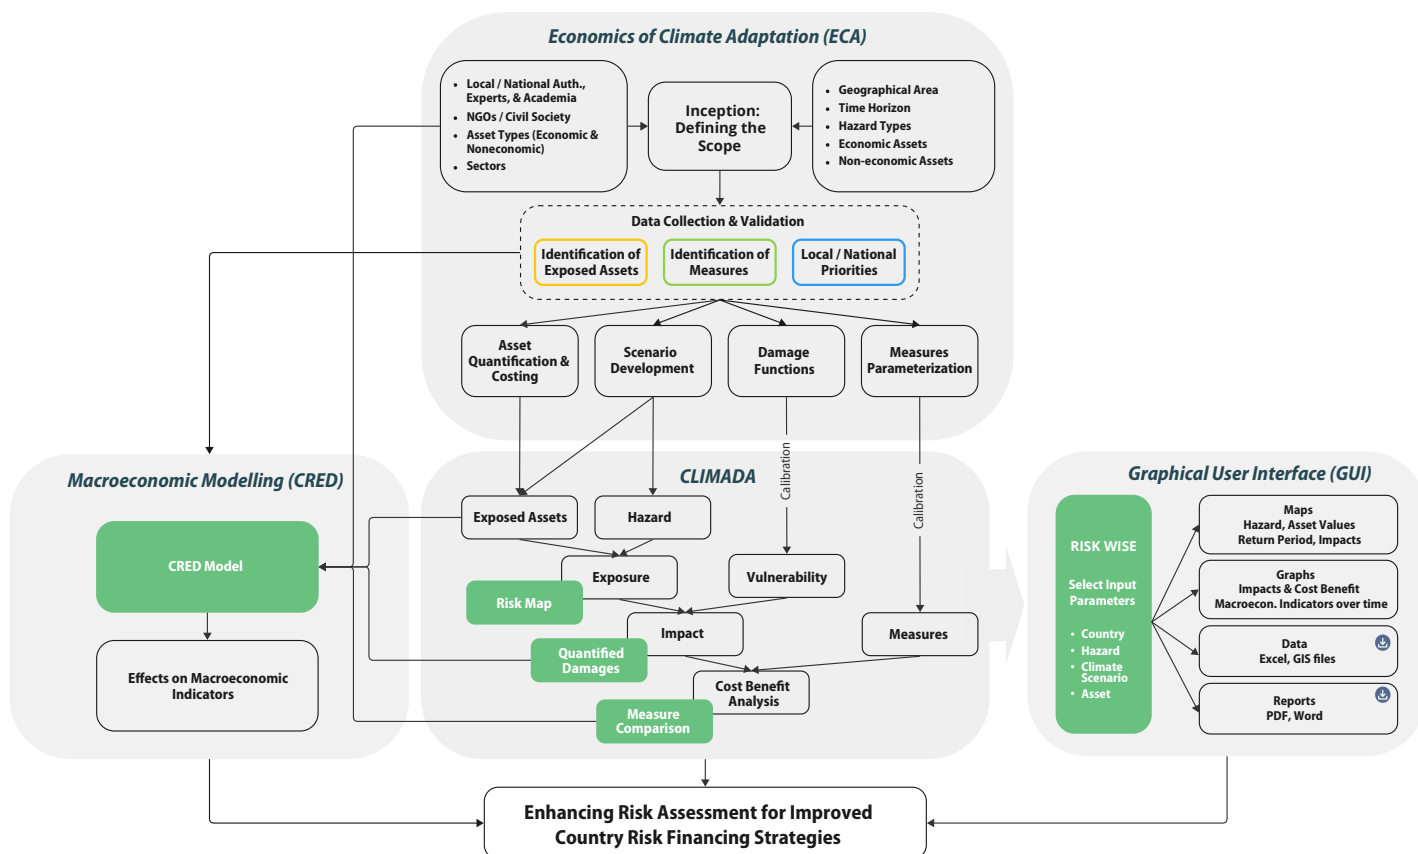 Economics of Climate Adaptation (ECA)
• Local / National Auth.,
Experts, & Academia
• NGOs / Civil Society
• Asset Types (Economic &
Noneconomic)
• Sectors
Inception:
Defining the
Scope
• Geographical Area
• Time Horizon
• Hazard Types
• Economic Assets
• Non-economic Assets
Data Collection & Validation
Identification of
Exposed Assets
Identification of
Measures
Local / National
Priorities
Asset
Quantification &
Costing
Scenario
Development
Damage
Functions
Measures
Parameterization
Calibration
Calibration
Macroeconomic Modelling (CRED)
CRED Model
Effects on Macroeconomic
Indicators
CLIMADA
Exposed Assets
Hazard
Exposure
Vulnerability
Risk Map
Impact
Measures
Quantified
Damages
Cost Benefit
Analysis
Measure
Comparison
Graphical User Interface (GUI)
RISK WISE
Select Input
Parameters
• Country
• Hazard
• Climate
Scenario
• Asset
Maps
Hazard, Asset Values
Return Period, Impacts
Graphs
Impacts & Cost Benefit
Macroecon. Indicators over time
Data
Excel, GIS files
Reports
PDF, Word
Enhancing Risk Assessment for Improved
Country Risk Financing Strategies